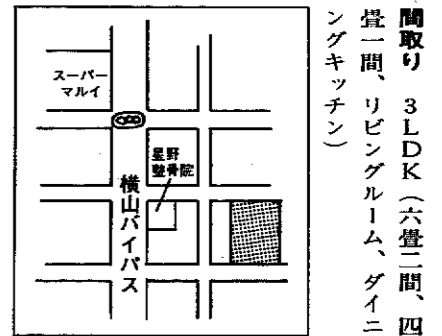 間取り 3LDK(六畳二間、四
畳一間、リビングルーム、ダイニ
ングキッチン)
スーパー
マルイ
星野
整骨院
横山バイパス